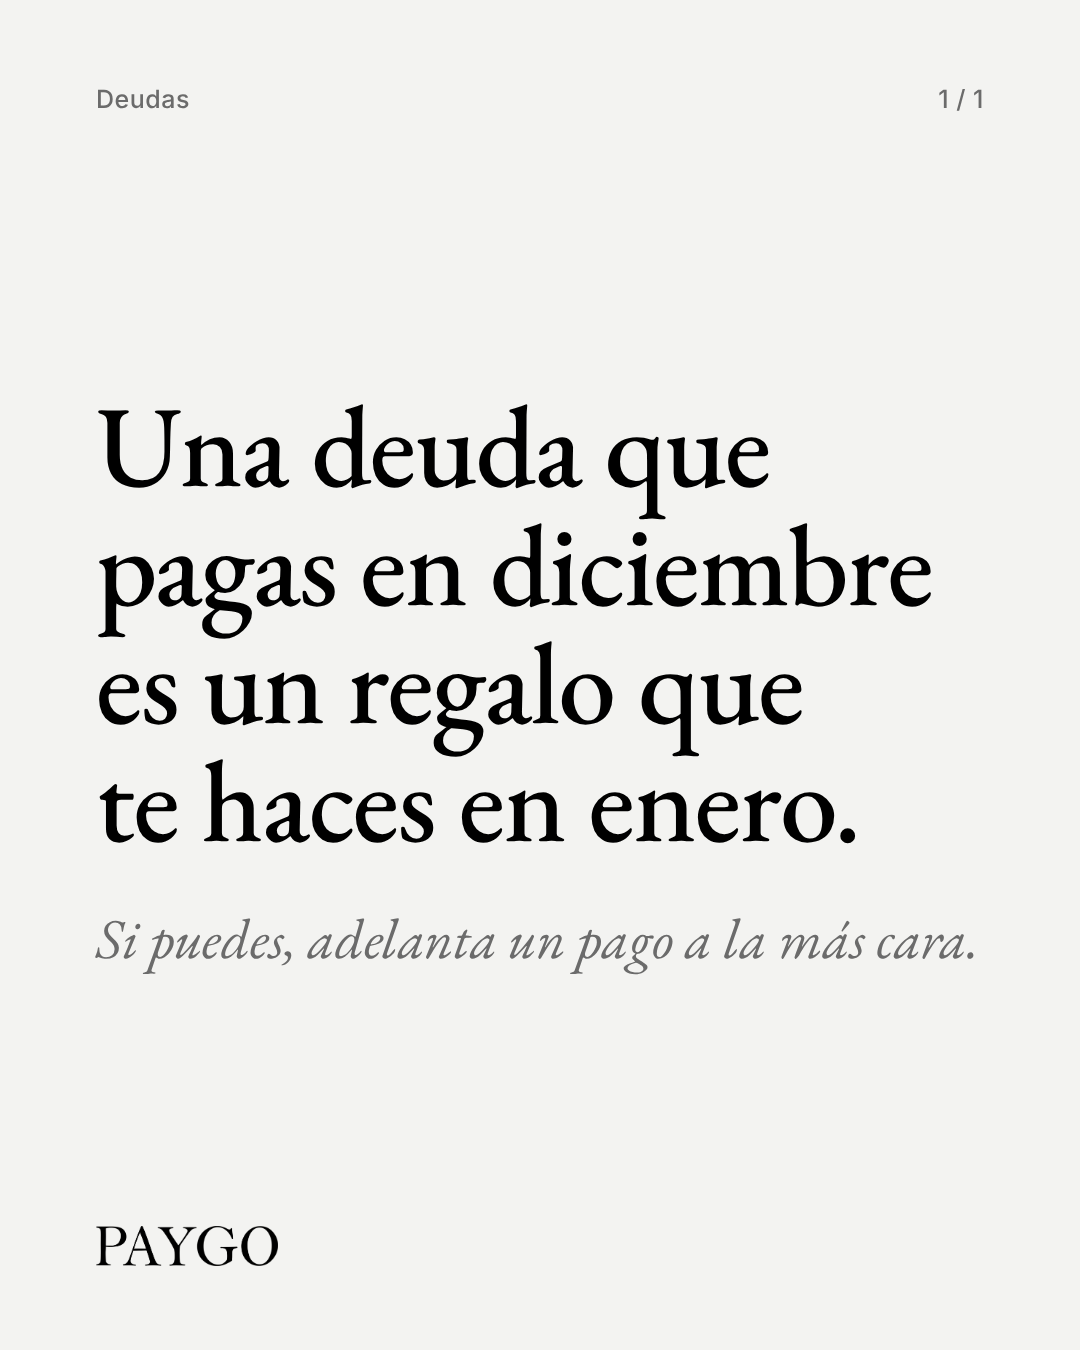 Deudas
1 / 1
Una deuda que
pagas en diciembre
es un regalo que
te haces en enero.
Si puedes, adelanta un pago a la más cara.
PAYGO